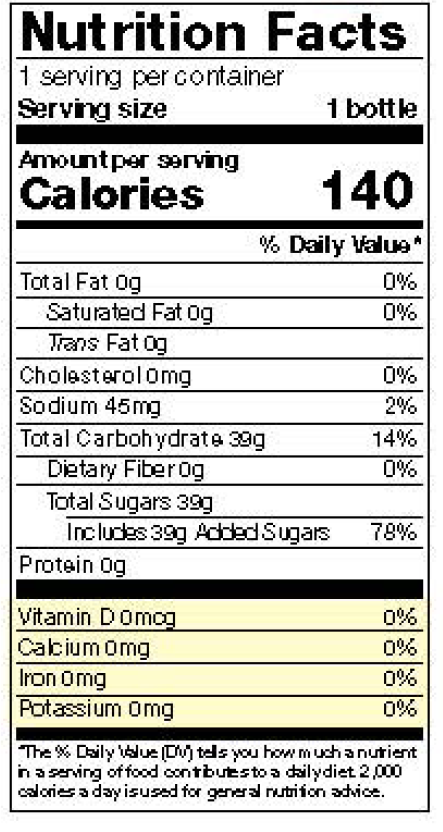 Nutrition Facts
1 serving per container
Serving size 1 bottle
Amount per serving
Calories 140
% Daily Value*
Total Fat 0g 0%
Saturated Fat 0g 0%
Trans Fat 0g
Cholesterol 0mg 0%
Sodium 45mg 2%
Total Carbohydrate 39g 14%
Dietary Fiber 0g 0%
Total Sugars 39g
Includes 39g Added Sugars 78%
Protein 0g
Vitamin D 0mcg 0%
Calcium 0mg 0%
Iron 0mg 0%
Potassium 0mg 0%
*The % Daily Value (DV) tells you how much a nutrient
in a serving of food contributes to a daily diet. 2,000
calories a day is used for general nutrition advice.